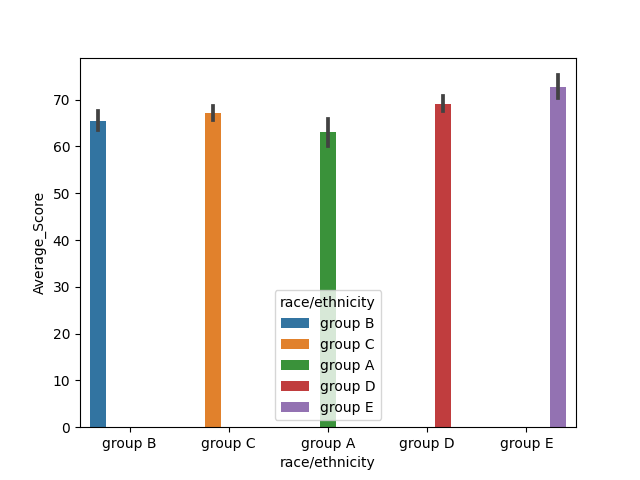 70
60
50
40
30
20
10
0
Average_Score
race/ethnicity
group B
group C
group A
group D
group E
group B
group C
group A
group D
group E
race/ethnicity